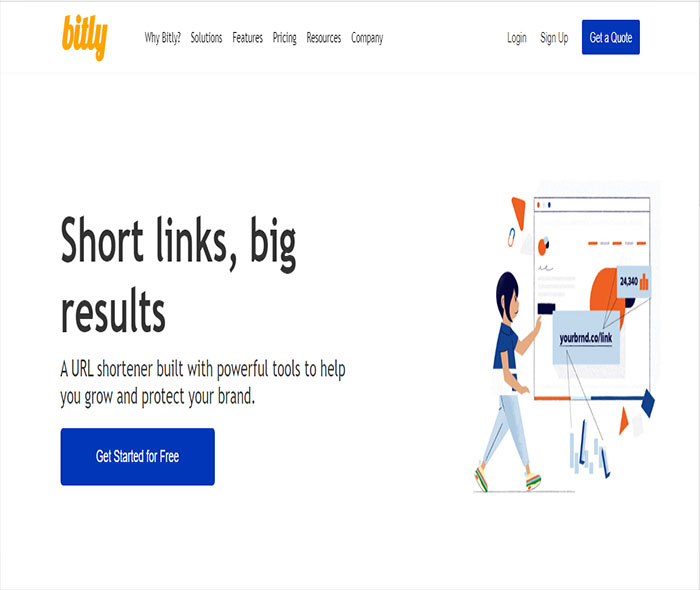 bitly
Why Bitly? Solutions Features Pricing Resources Company
Login Sign Up Get a Quote
Short links, big
results
A URL shortener built with powerful tools to help
you grow and protect your brand.
Get Started for Free
24,340
yourbrnd.co/link